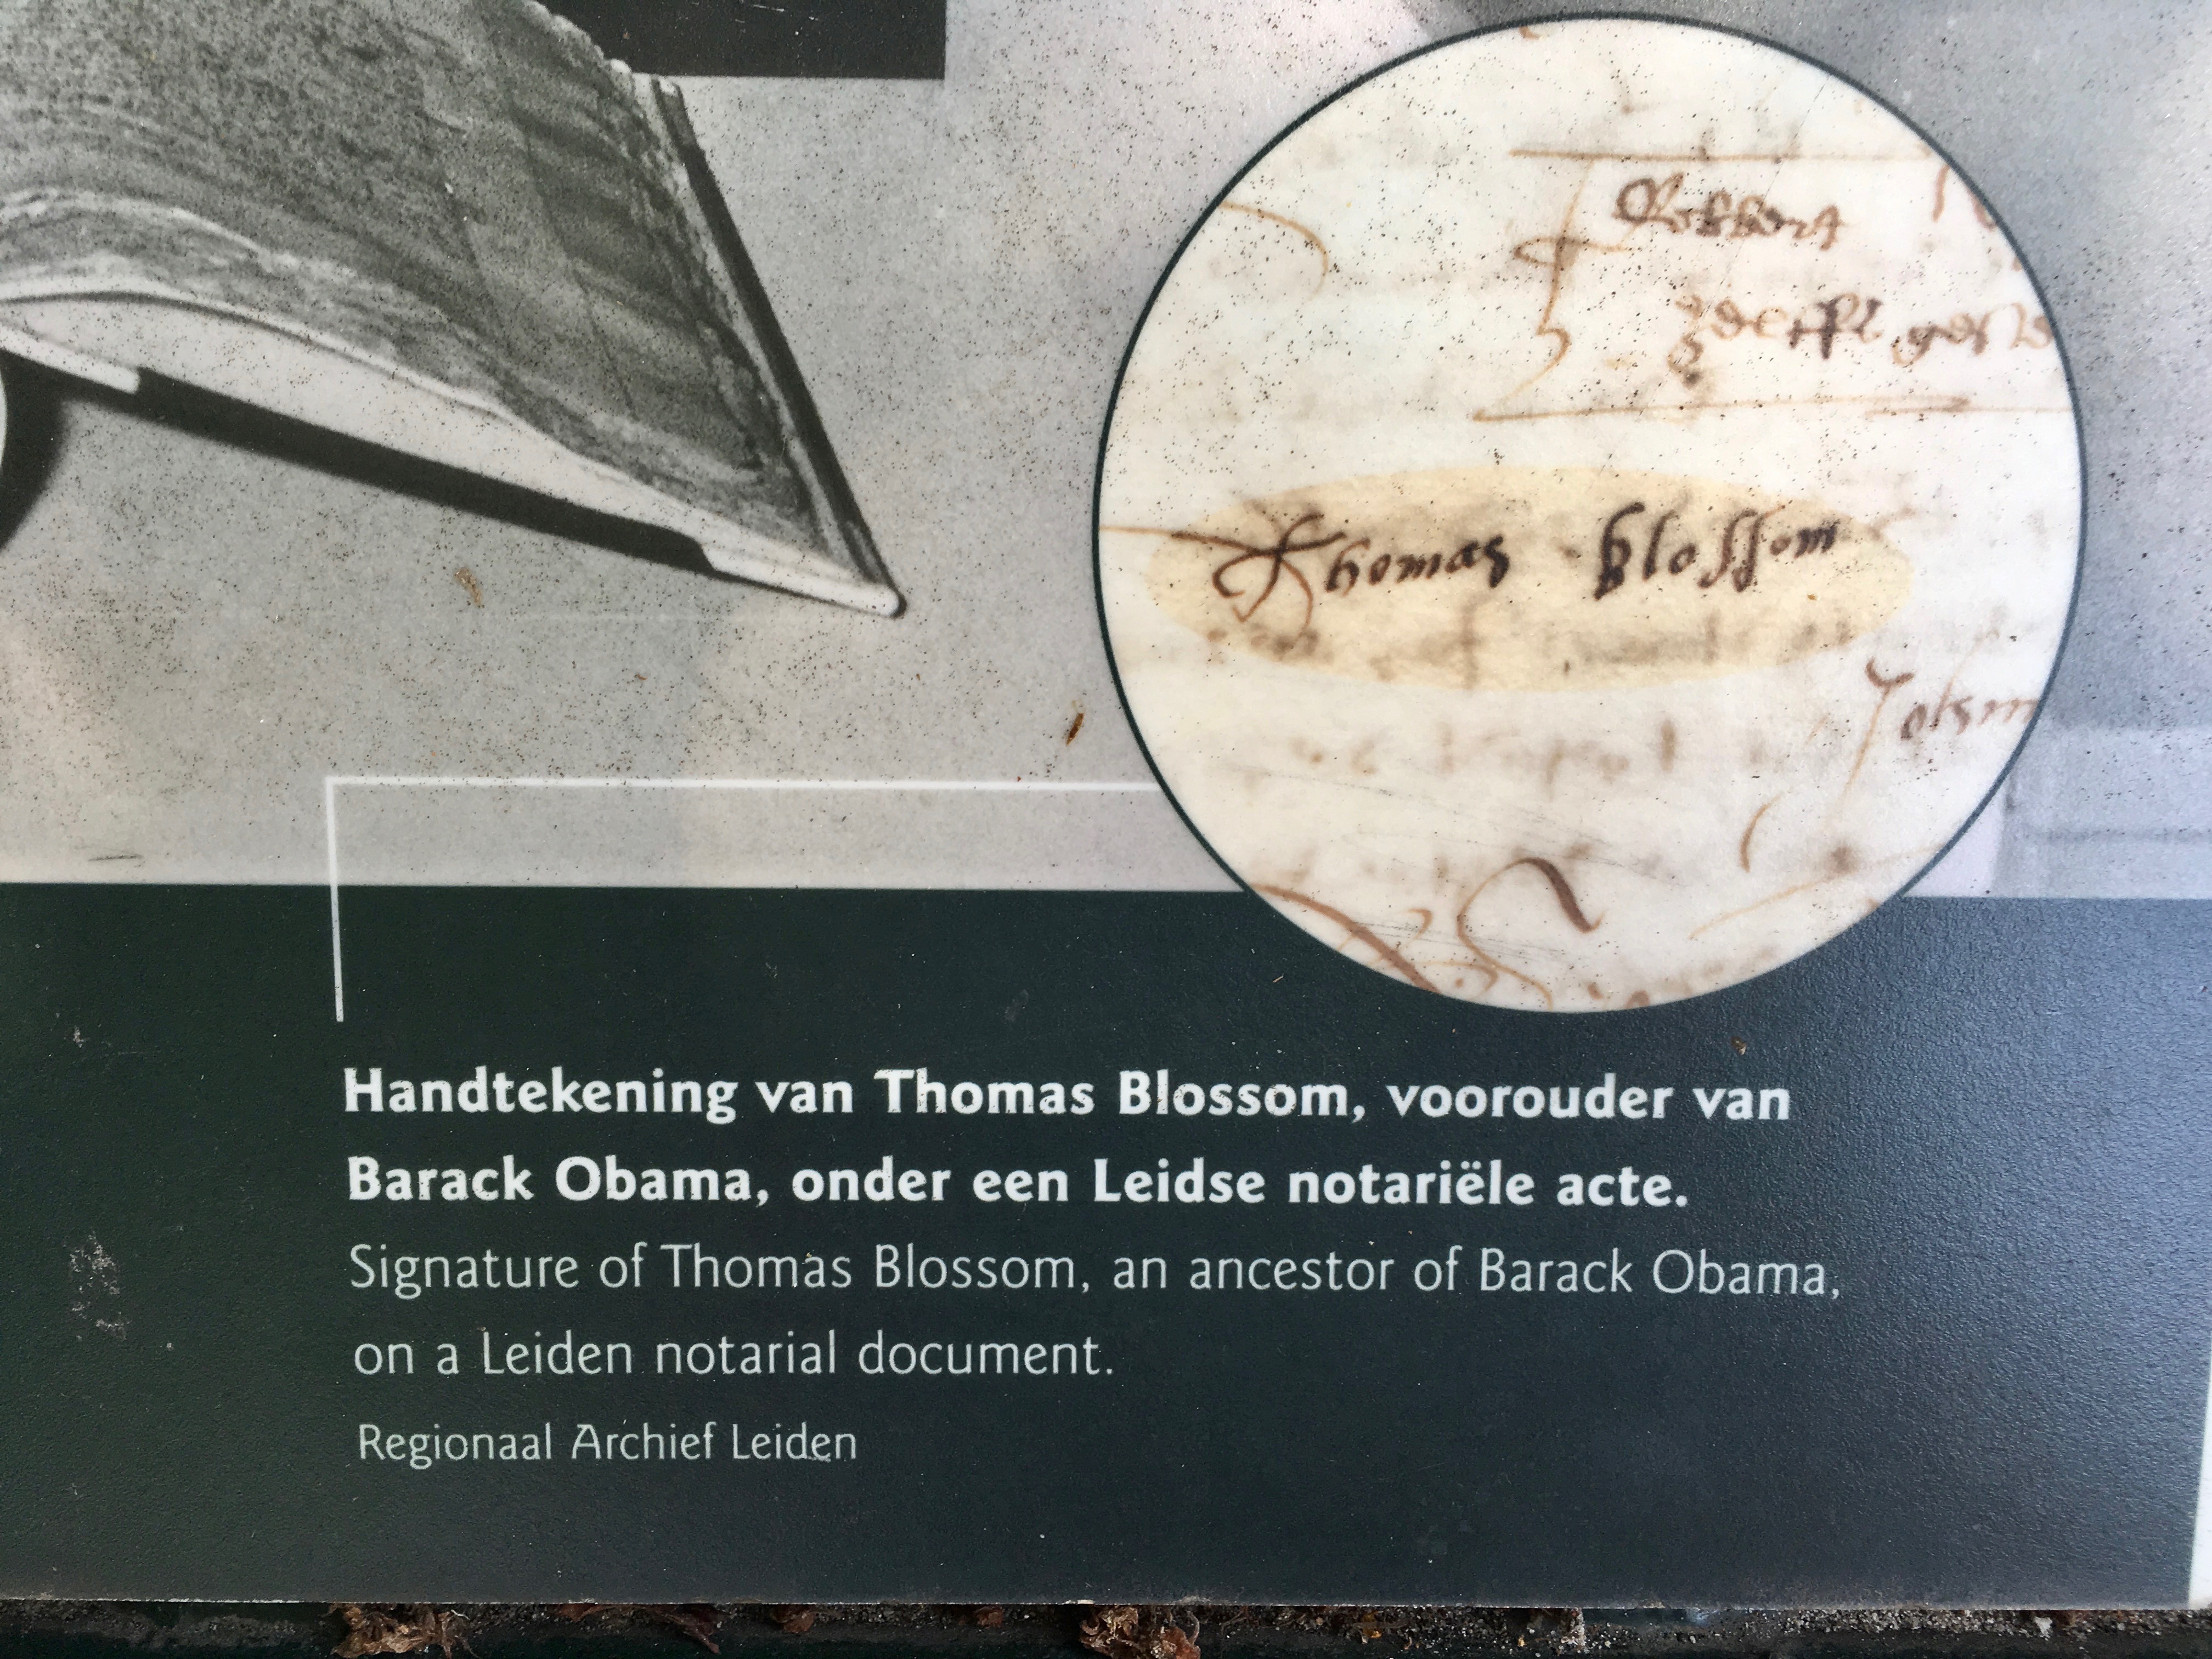 Thomas blossom
Handtekening van Thomas Blossom, voorouder van
Barack Obama, onder een Leidse notariële acte.
Signature of Thomas Blossom, an ancestor of Barack Obama,
on a Leiden notarial document.
Regionaal Archief Leiden